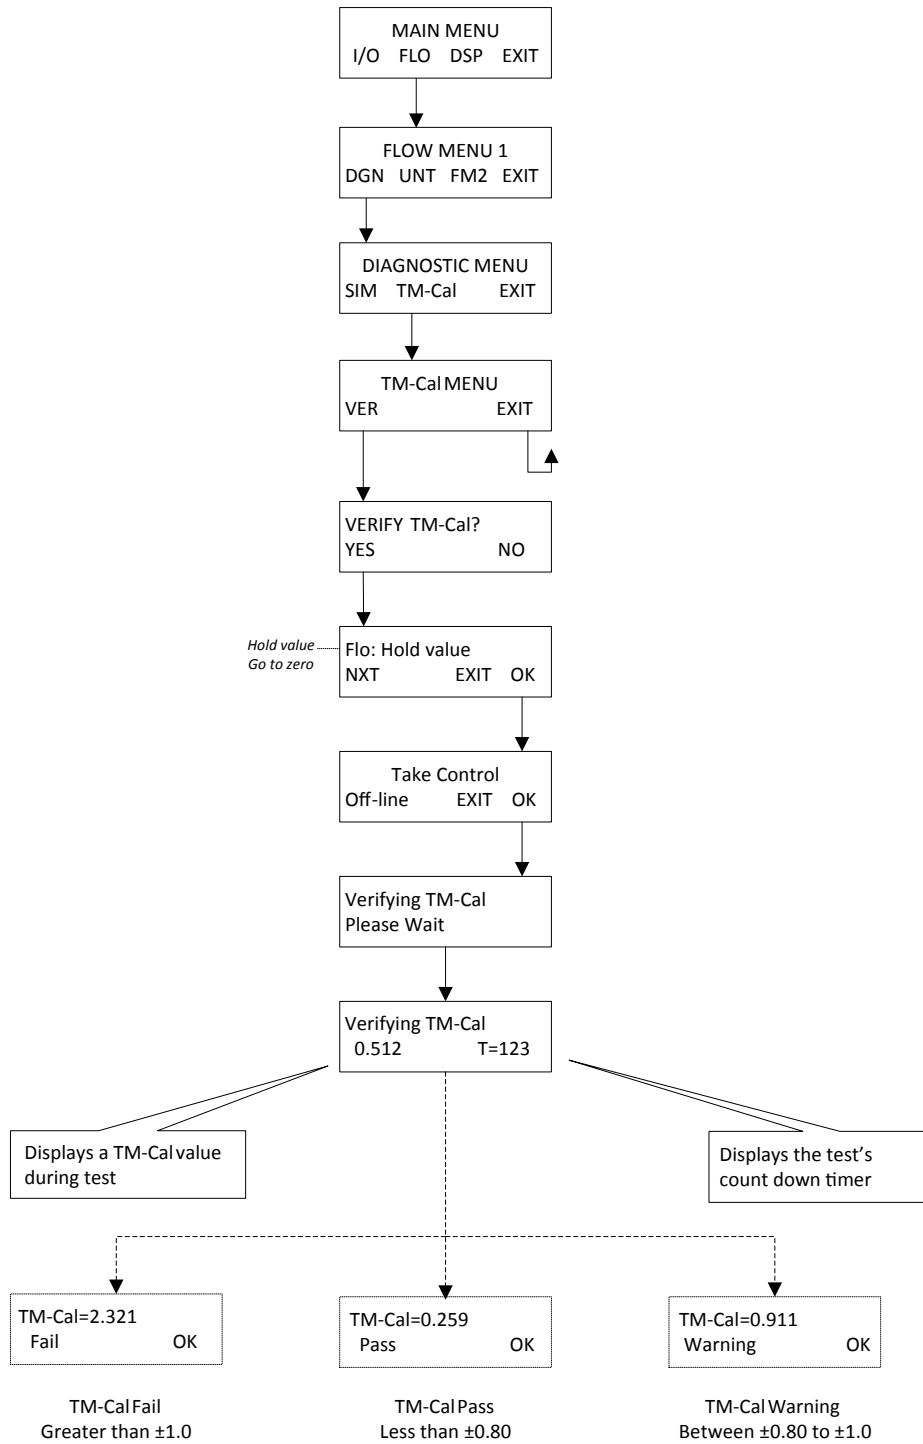 MAIN MENU
I/O FLO DSP EXIT
FLOW MENU 1
DGN UNT FM2 EXIT
DIAGNOSTIC MENU
SIM TM-Cal EXIT
TM-Cal MENU
VER EXIT
VERIFY TM-Cal?
YES NO
Hold value
Go to zero
Flo: Hold value
NXT EXIT OK
Take Control
Off-line EXIT OK
Verifying TM-Cal
Please Wait
Verifying TM-Cal
0.512 T=123
Displays a TM-Cal value
during test
Displays the test’s
count down timer
TM-Cal=2.321
Fail OK
TM-Cal Fail
Greater than ±1.0
TM-Cal=0.259
Pass OK
TM-Cal Pass
Less than ±0.80
TM-Cal=0.911
Warning OK
TM-Cal Warning
Between ±0.80 to ±1.0